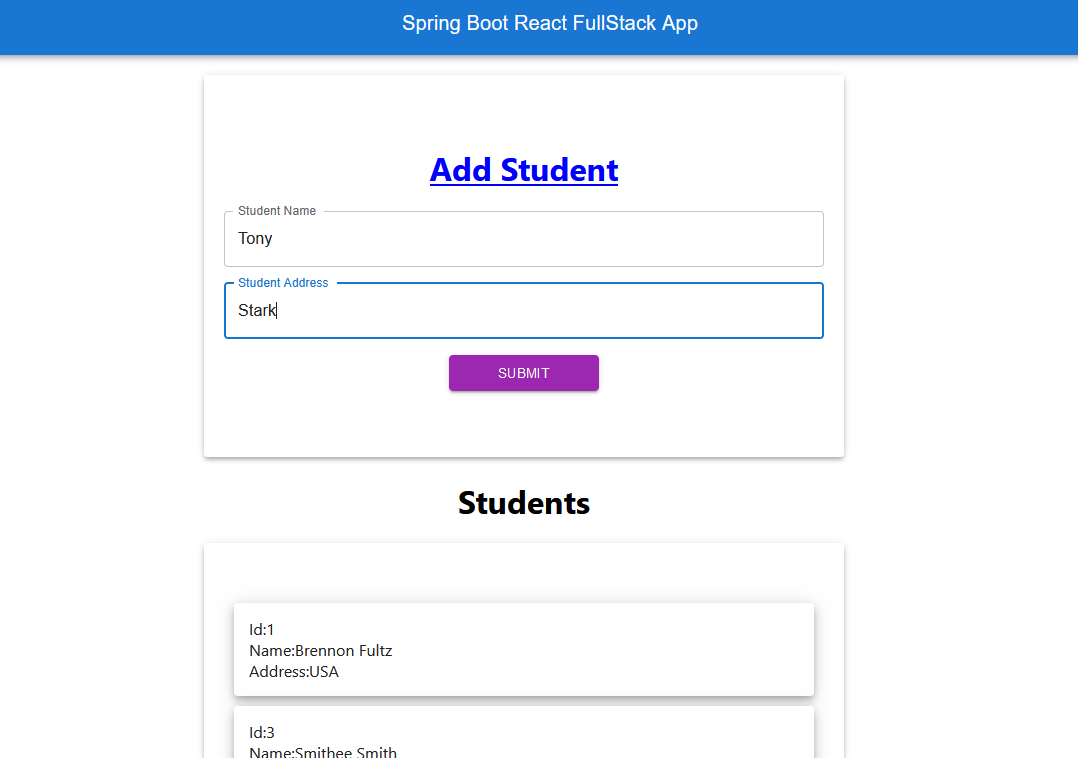 Spring Boot React FullStack App
Add Student
Student Name
Tony
Student Address
Stark
SUBMIT
Students
Id:1
Name:Brennon Fultz
Address:USA
Id:3
Name:Smithee Smith